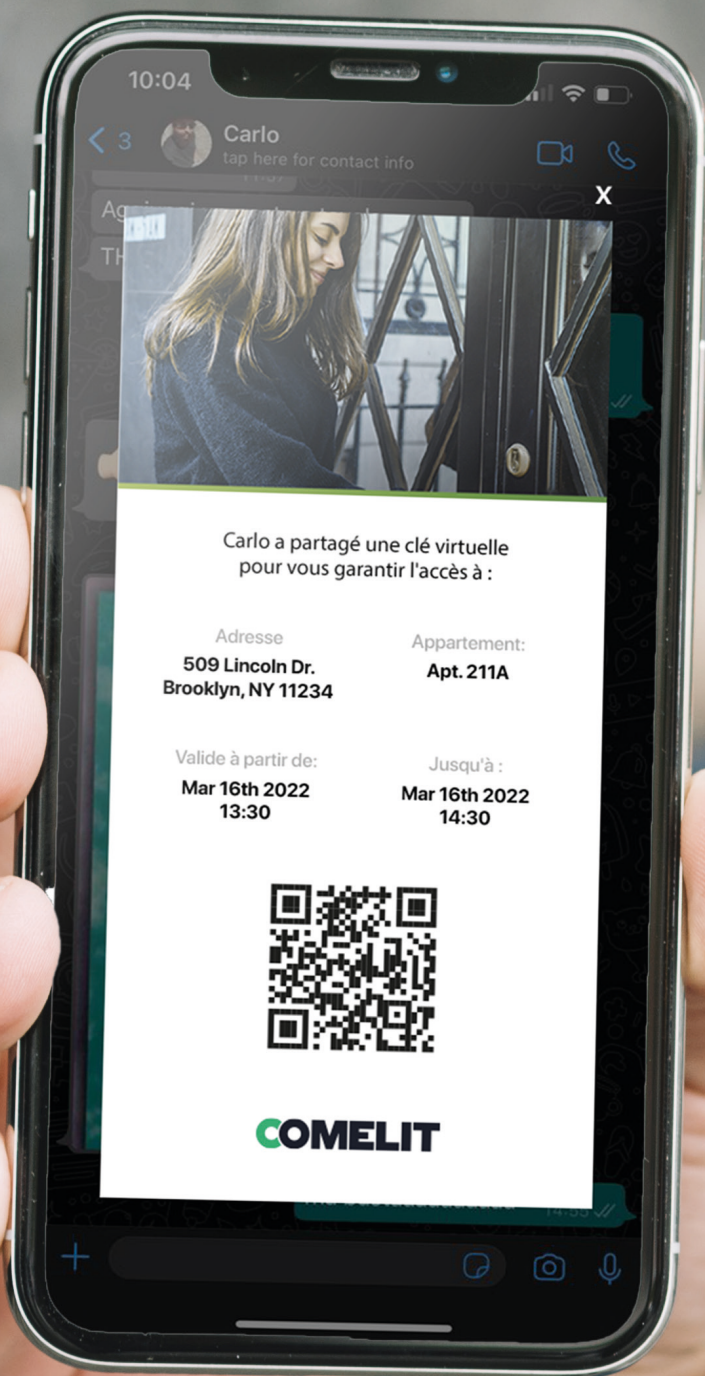 10:04
3
Carlo
tap here for contact info
X
Carlo a partagé une clé virtuelle
pour vous garantir l'accès à :
Adresse
509 Lincoln Dr.
Brooklyn, NY 11234
Appartement:
Apt. 211A
Valide à partir de:
Mar 16th 2022
13:30
Jusqu'à :
Mar 16th 2022
14:30
COMELIT